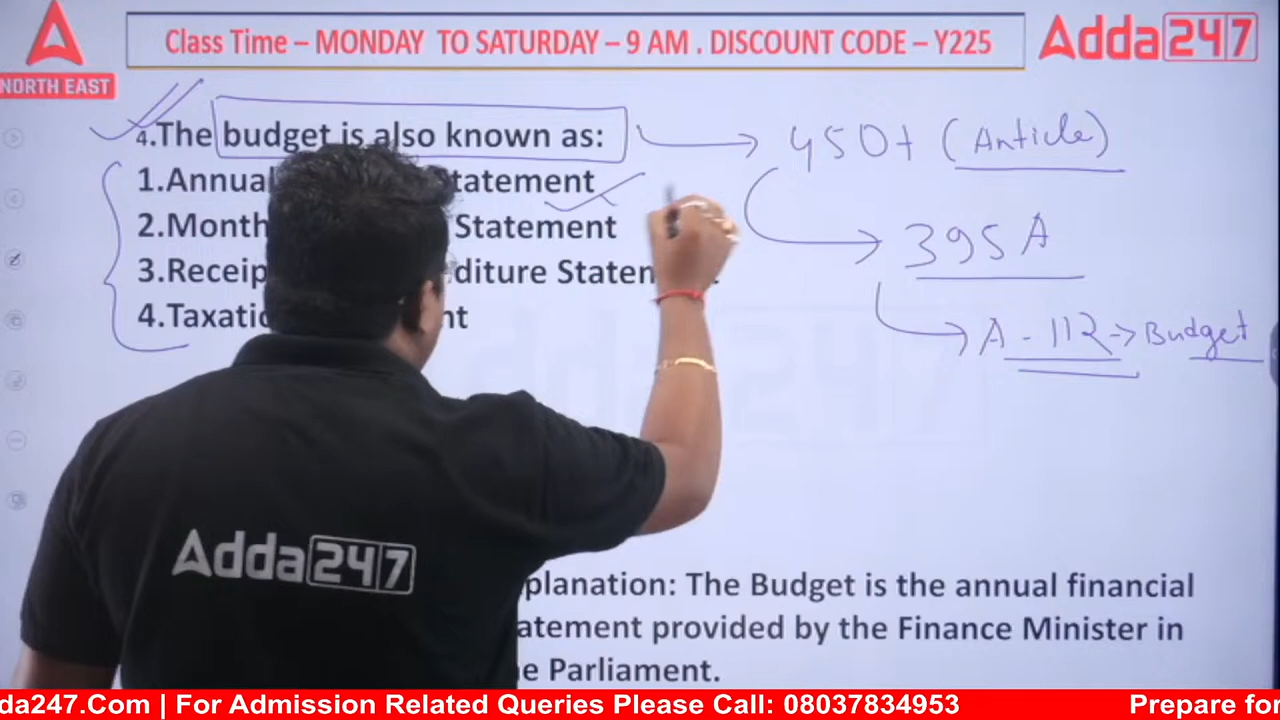 Class Time – MONDAY TO SATURDAY – 9 AM . DISCOUNT CODE – Y225
Adda247
NORTH EAST
4.The budget is also known as:
450+ (Article)
1.Annual Statement
2.Month Statement
395 A
3.Receip diture Statem
4.Taxatio nt
A - 112 -> Budget
Adda247
planation: The Budget is the annual financial
atement provided by the Finance Minister in
e Parliament.
dda247.Com | For Admission Related Queries Please Call: 08037834953 Prepare for